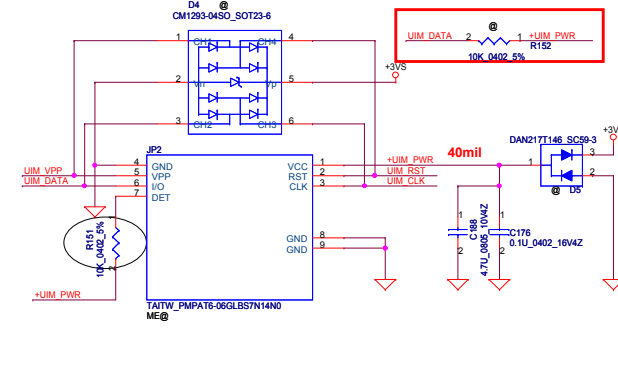 D4 @
CM1293-04SO_SOT23-6
1 CH1 CH4 4
2 Vn Vp 5
3 CH2 CH3 6
+3VS
@
UIM_DATA 2 1 +UIM_PWR
R152
10K_0402_5%
JP2
UIM_VPP
UIM_DATA
4 GND
5 VPP
6 I/O
7 DET
VCC 1 +UIM_PWR
RST 2 UIM_RST
CLK 3 UIM_CLK
GND 8
GND 9
40mil
DAN217T146_SC59-3
+3V
1
3
2
@ D5
R151
10K_0402_5%
2
+UIM_PWR
1
2
C188
4.7U_0805_10V4Z
1
2
C176
0.1U_0402_16V4Z
TAITW_PMPAT6-06GLBS7N14N0
ME@